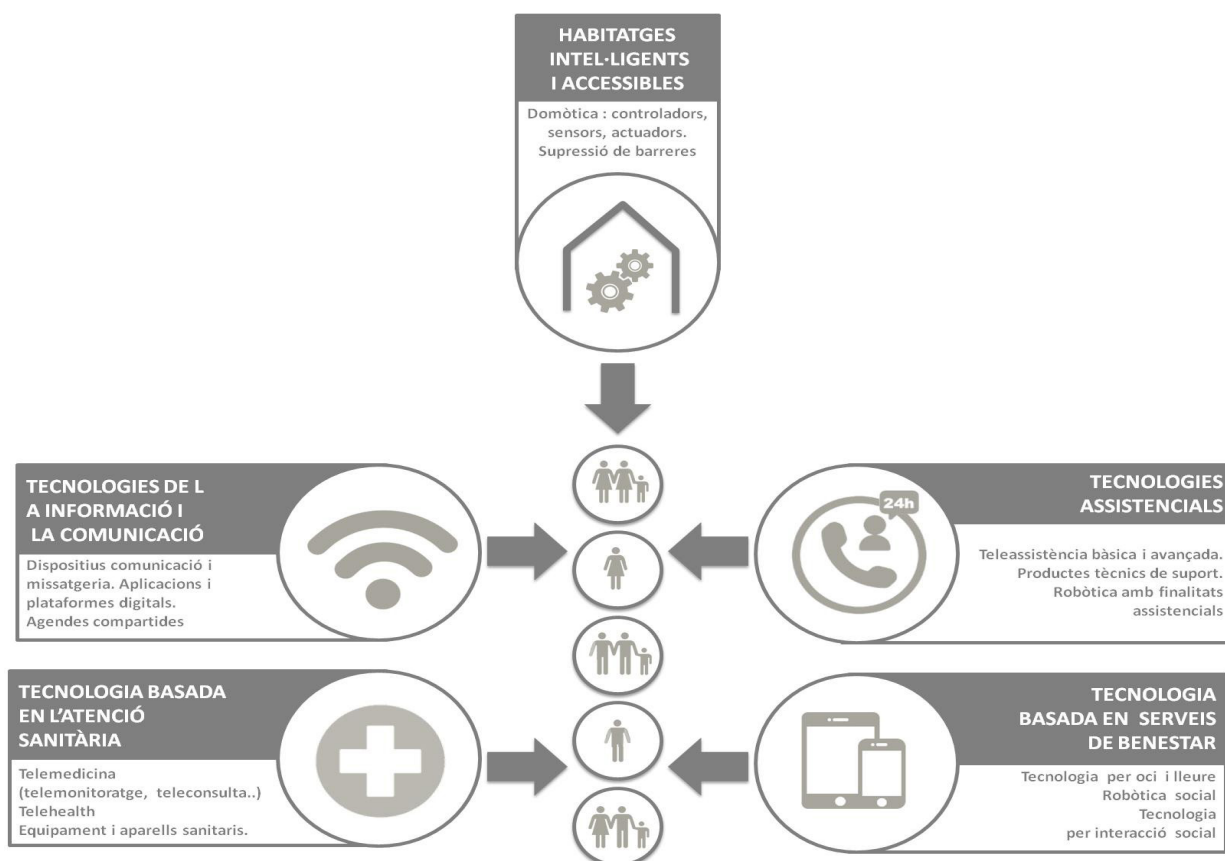 HABITATGES
INTEL·LIGENTS
I ACCESSIBLES
Domòtica : controladors,
sensors, actuadors.
Supressió de barreres
TECNOLOGIES DE L
A INFORMACIÓ I
LA COMUNICACIÓ
Dispositius comunicació i
missatgeria. Aplicacions i
plataformes digitals.
Agendes compartides
24h
TECNOLOGIES
ASSISTENCIALS
Teleassistència bàsica i avançada.
Productes tècnics de suport.
Robòtica amb finalitats
assistencials
TECNOLOGIA BASADA
EN L'ATENCIÓ
SANITÀRIA
Telemedicina
(telemonitoratge, teleconsulta..)
Telehealth
Equipament i aparells sanitaris.
TECNOLOGIA
BASADA EN SERVEIS
DE BENESTAR
Tecnologia per oci i lleure
Robòtica social
Tecnologia
per interacció social